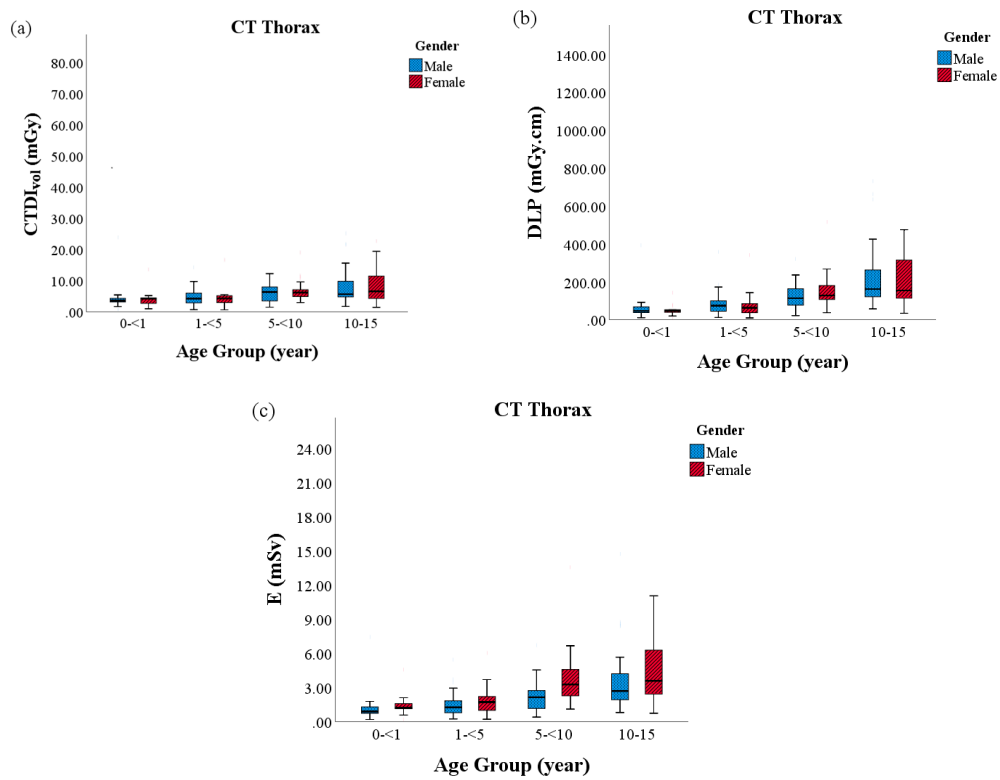 (a)
CT Thorax
Gender
Male
Female
CTDIvol (mGy)
80.00
70.00
60.00
50.00
40.00
30.00
20.00
10.00
.00
0-<1
1-<5
5-<10
10-15
Age Group (year)
(b)
CT Thorax
Gender
Male
Female
DLP (mGy.cm)
1400.00
1200.00
1000.00
800.00
600.00
400.00
200.00
.00
0-<1
1-<5
5-<10
10-15
Age Group (year)
(c)
CT Thorax
Gender
Male
Female
E (mSv)
24.00
21.00
18.00
15.00
12.00
9.00
6.00
3.00
.00
0-<1
1-<5
5-<10
10-15
Age Group (year)